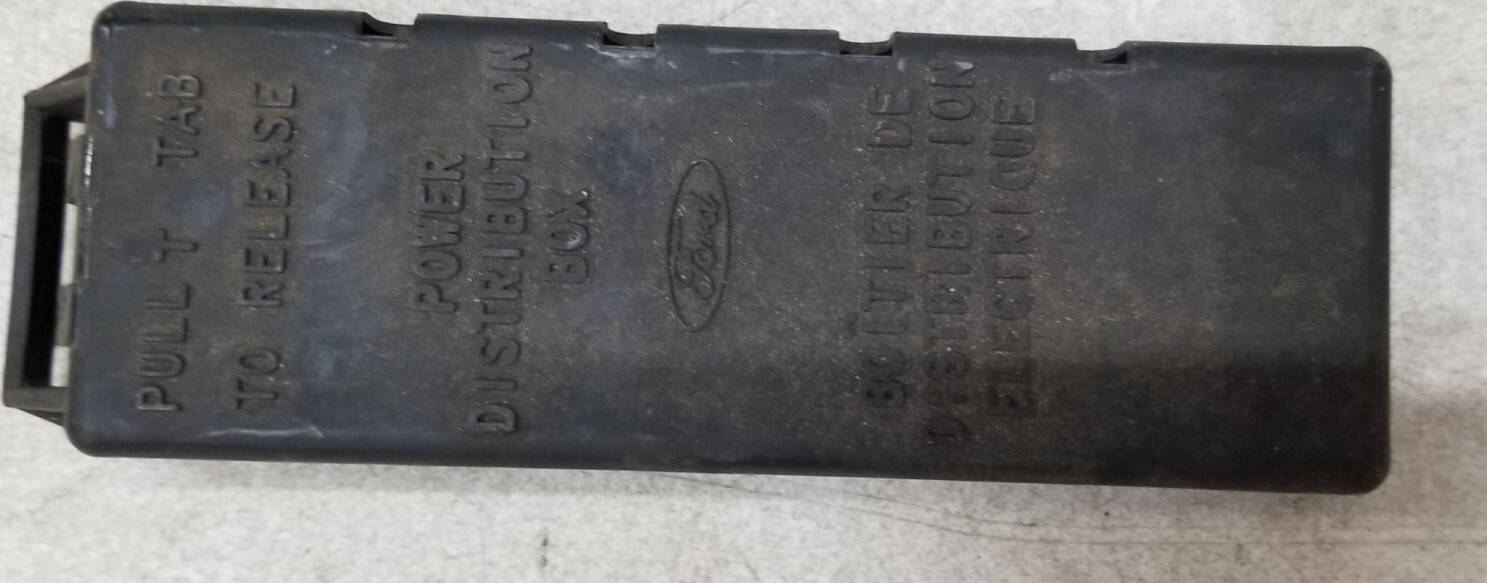 PULL T TAB
TO RELEASE
POWER
DISTRIBUTION
BOX
Ford
BOITIER DE
DISTRIBUTION
ELECTRIQUE